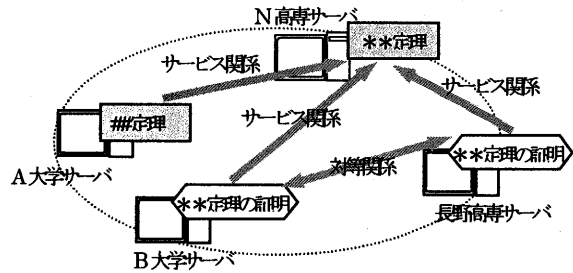 N高専サーバ
**定理
サービス関係
サービス関係
サービス関係
##定理
**定理の証明
対等関係
A大学サーバ
**定理の証明
長野高専サーバ
B大学サーバ